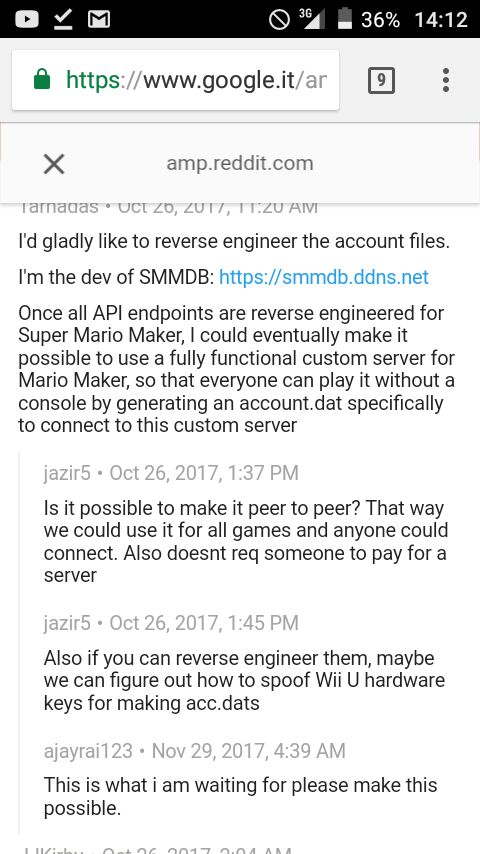 3G 36% 14:12
https://www.google.it/ar
9
amp.reddit.com
Tarhadas • Oct 26, 2017, 11:20 AM
I'd gladly like to reverse engineer the account files.
I'm the dev of SMMDB: https://smmdb.ddns.net
Once all API endpoints are reverse engineered for
Super Mario Maker, I could eventually make it
possible to use a fully functional custom server for
Mario Maker, so that everyone can play it without a
console by generating an account.dat specifically
to connect to this custom server
jazir5 • Oct 26, 2017, 1:37 PM
Is it possible to make it peer to peer? That way
we could use it for all games and anyone could
connect. Also doesnt req someone to pay for a
server
jazir5 • Oct 26, 2017, 1:45 PM
Also if you can reverse engineer them, maybe
we can figure out how to spoof Wii U hardware
keys for making acc.dats
ajayrai123 • Nov 29, 2017, 4:39 AM
This is what i am waiting for please make this
possible.
Oct 26, 2017,